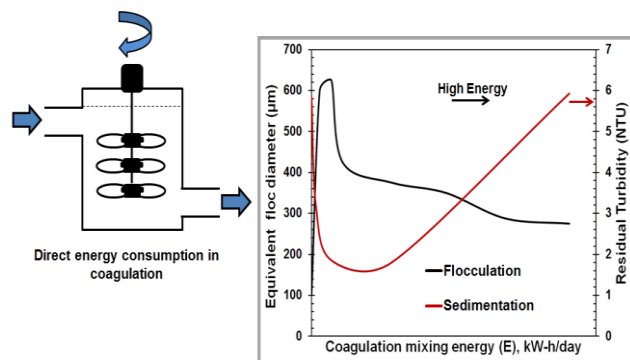 Direct energy consumption in
coagulation
Equivalent floc diameter (µm)
700
600
500
400
300
200
100
0
High Energy
Flocculation
Sedimentation
7
6
5
4
3
2
1
0
Residual Turbidity (NTU)
Coagulation mixing energy (E), kW-h/day